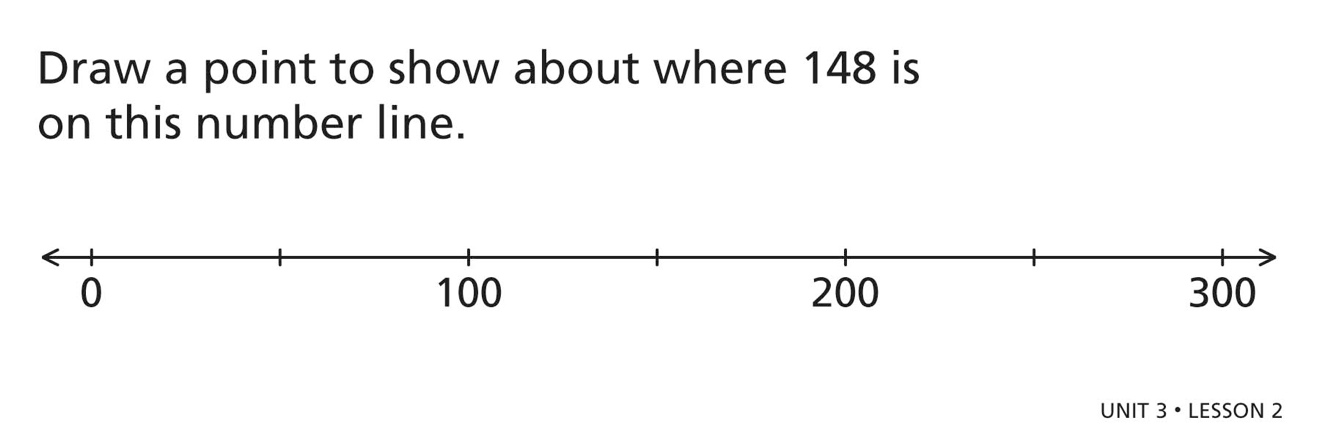 Draw a point to show about where 148 is
on this number line.
0 100 200 300
UNIT 3 • LESSON 2